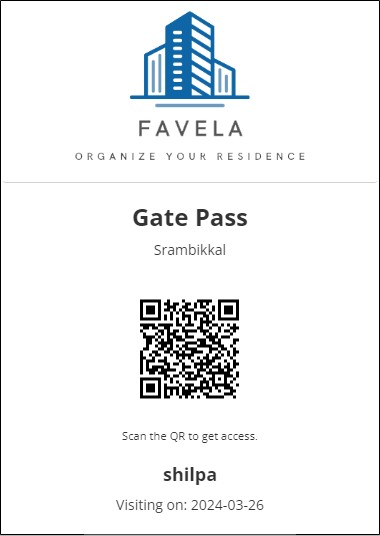 FAVELA
ORGANIZE YOUR RESIDENCE
Gate Pass
Srambikkal
Scan the QR to get access.
shilpa
Visiting on: 2024-03-26